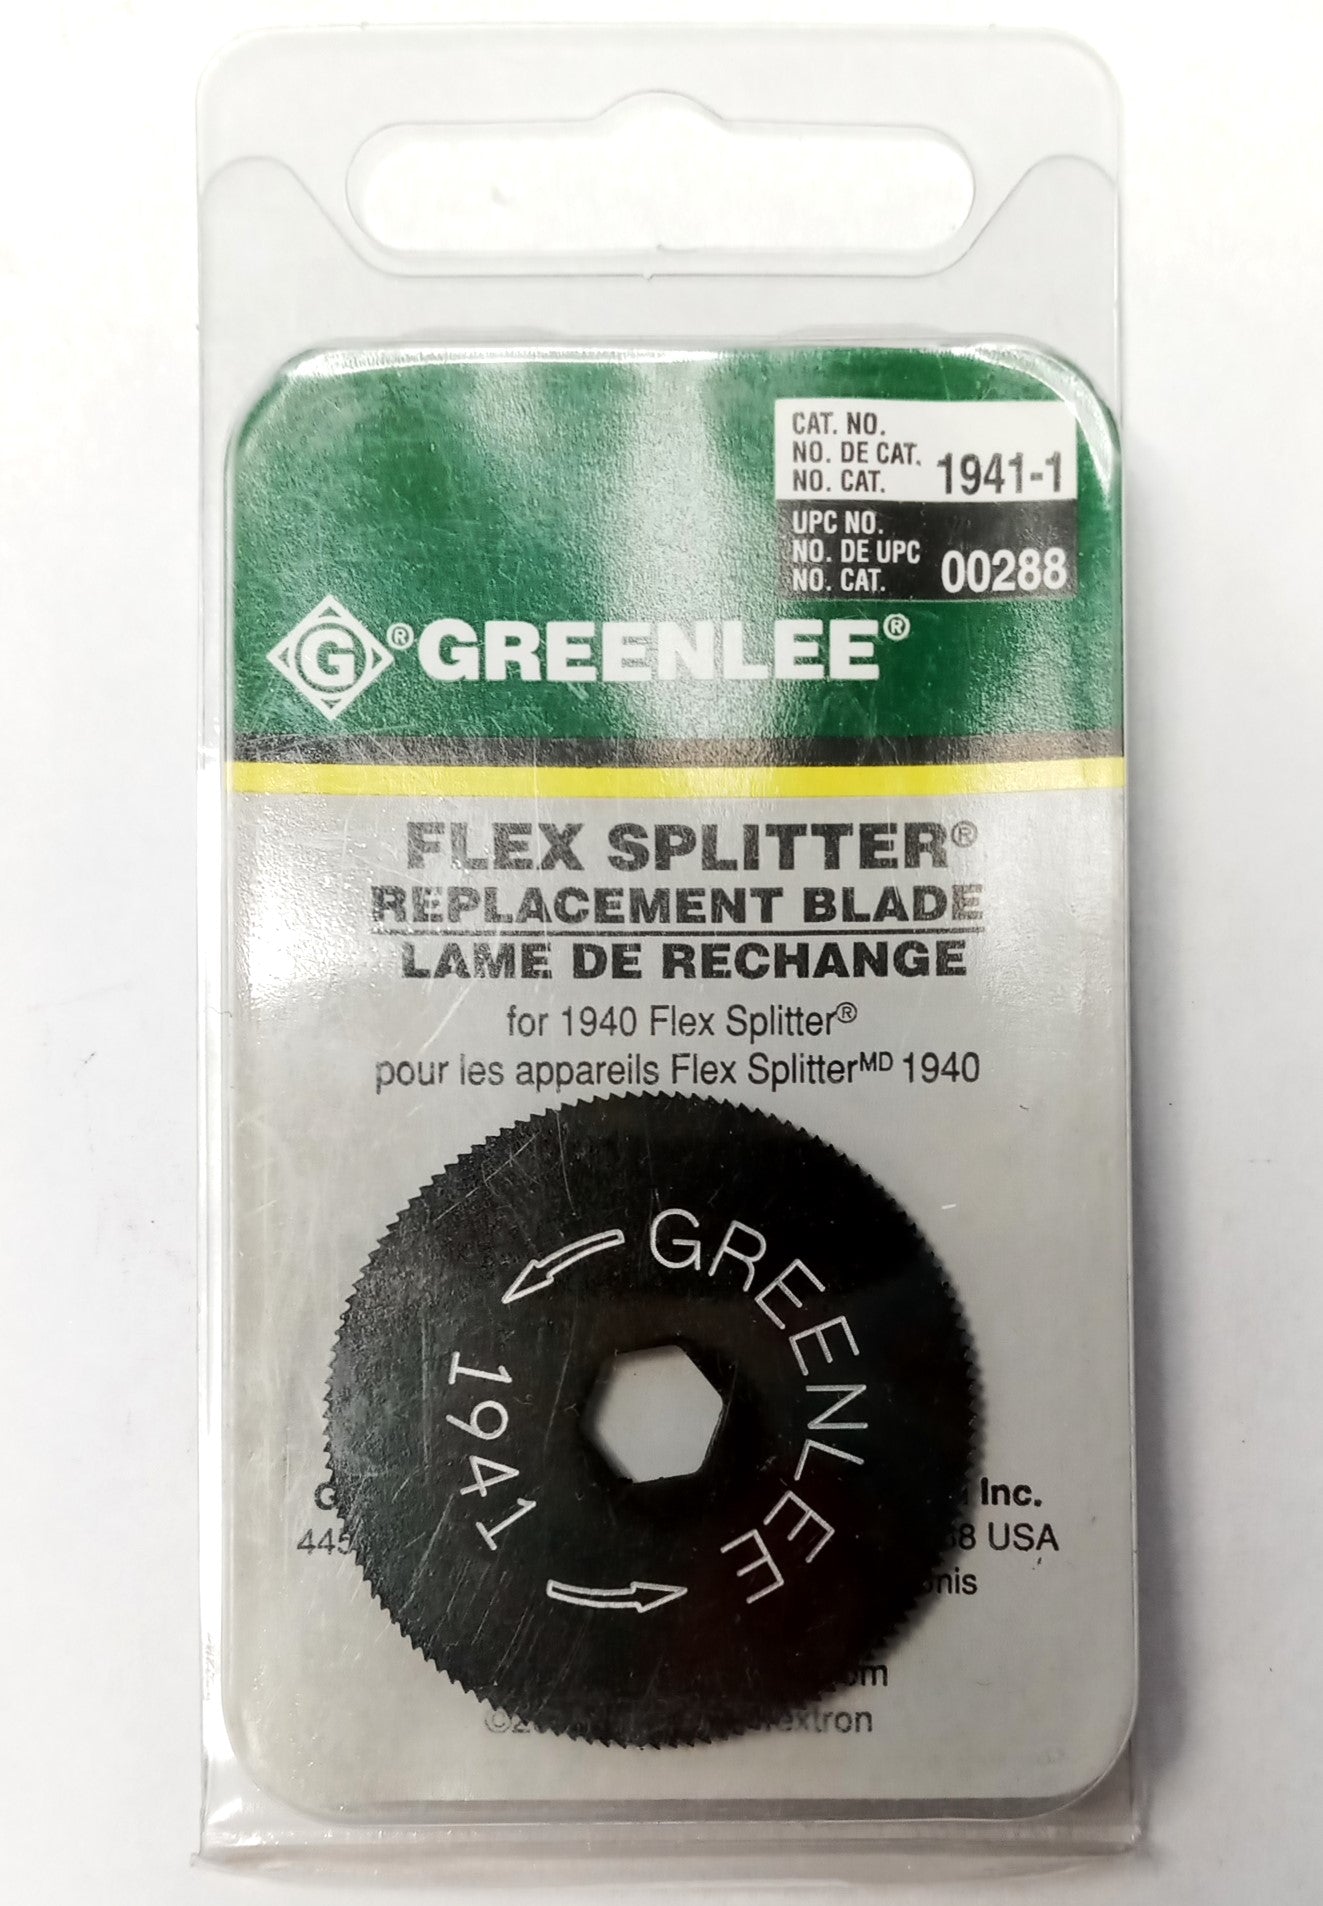 CAT. NO.
NO. DE CAT.
NO. CAT. 1941-1
UPC NO.
NO. DE UPC
NO. CAT. 00288
G® GREENLEE®
FLEX SPLITTER®
REPLACEMENT BLADE
LAME DE RECHANGE
for 1940 Flex Splitter®
pour les appareils Flex SplitterMD 1940
GREENLEE
1941
Inc.
USA